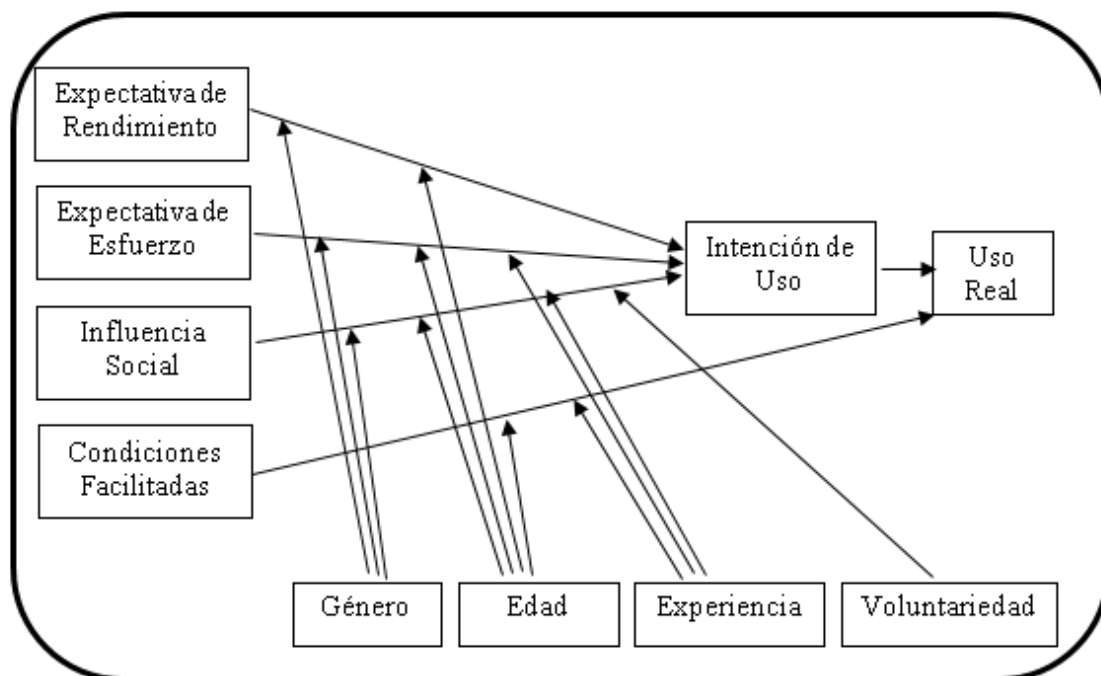 Expectativa de
Rendimiento
Expectativa de
Esfuerzo
Influencia
Social
Condiciones
Facilitadas
Intención de
Uso
Uso
Real
Género
Edad
Experiencia
Voluntariedad